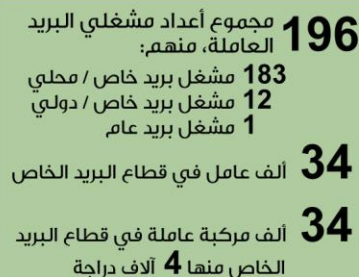 196 مجموع أعداد مشغلي البريد
العاملة، منهم:
183 مشغل بريد خاص / محلي
12 مشغل بريد خاص / دولي
1 مشغل بريد عام
34 ألف عامل في قطاع البريد الخاص
34 ألف مركبة عاملة في قطاع البريد
الخاص منها 4 آلاف دراجة